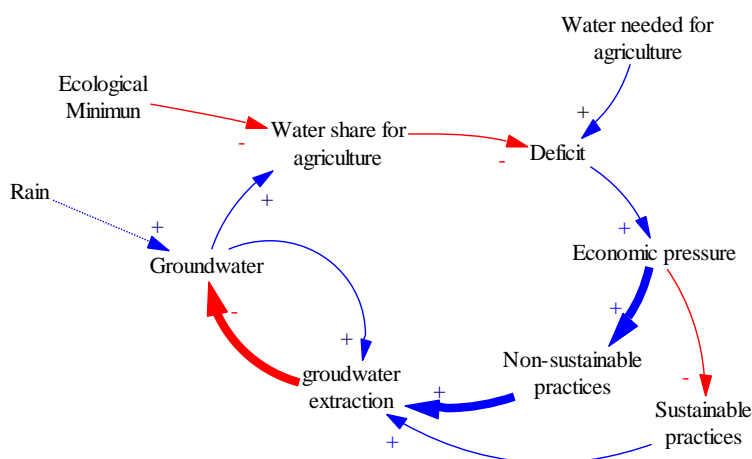 Water needed for
agriculture
+
Ecological
Minimun
-
Water share for
agriculture
-
Deficit
Rain
+
+
Groundwater
+
Economic pressure
-
+
+
Non-sustainable
practices
-
groudwater
extraction
+
Sustainable
practices
+